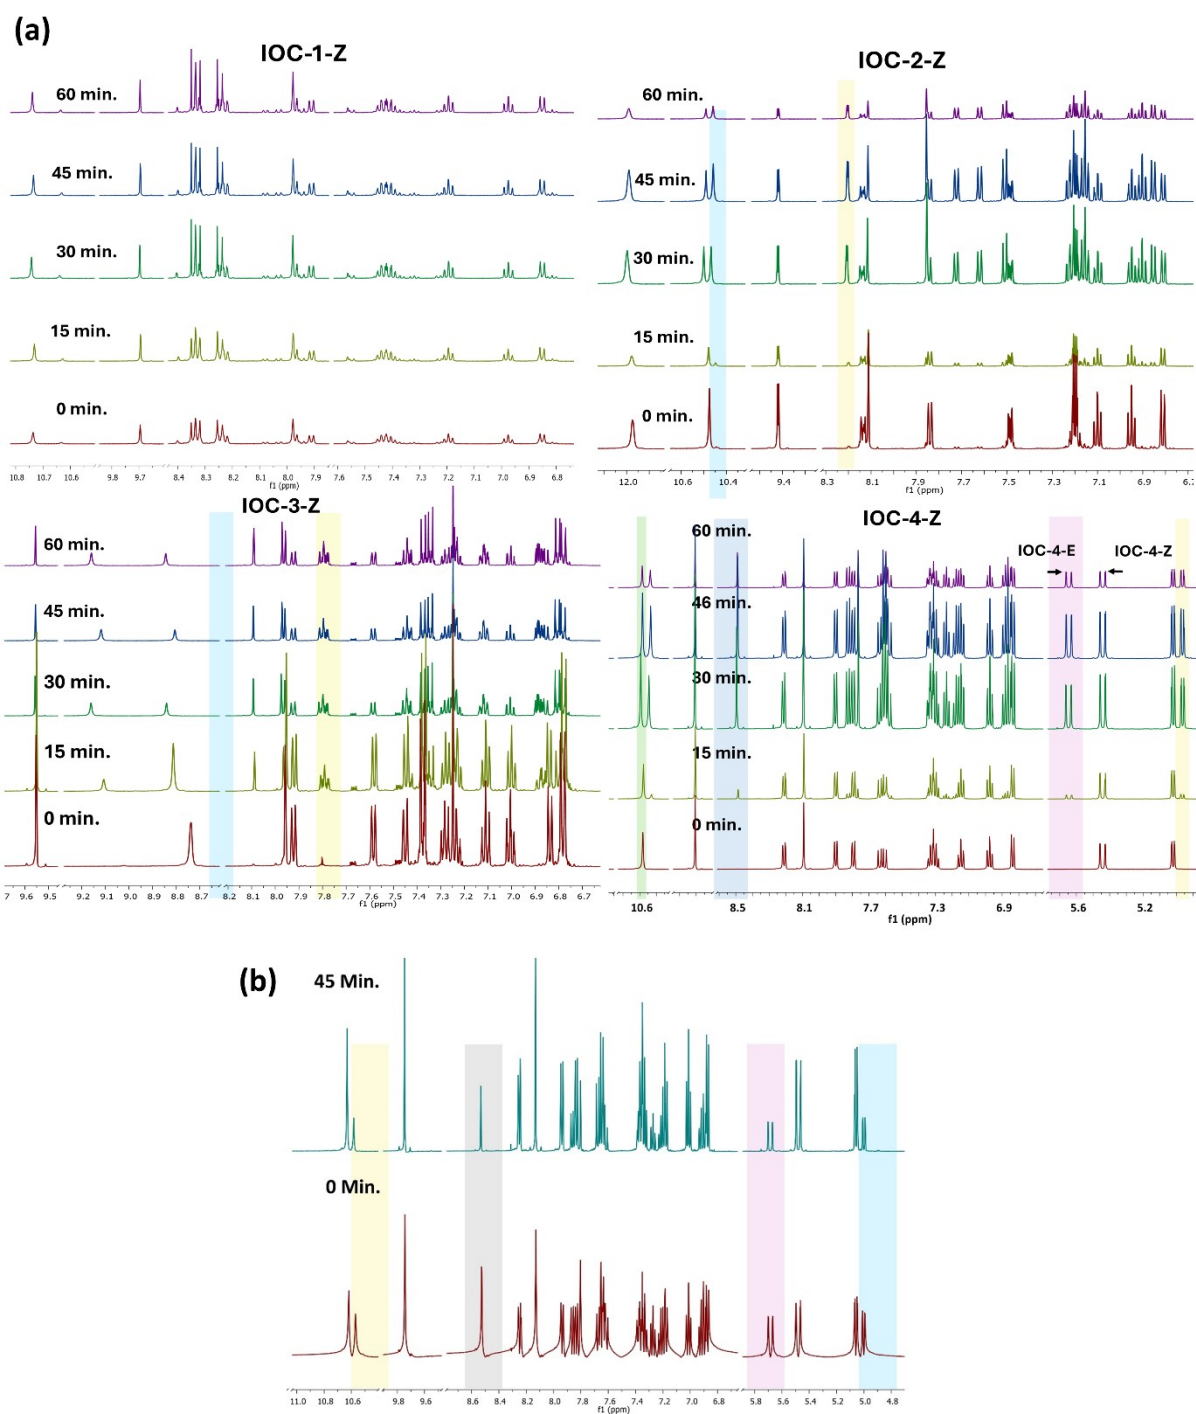 (a)
IOC-1-Z
60 min.
45 min.
30 min.
15 min.
0 min.
10.8 10.7 10.6 9.8 9.7 8.4 8.3 8.2 8.1 8.0 7.9 7.6 7.5 7.4 7.3 7.2 7.1 7.0 6.9 6.8
f1 (ppm)
IOC-2-Z
60 min.
45 min.
30 min.
15 min.
0 min.
12.0 10.6 10.4 9.4 8.3 8.1 7.9 7.7 7.5 7.3 7.1 6.9
f1 (ppm)
IOC-3-Z
60 min.
45 min.
30 min.
15 min.
0 min.
9.6 9.5 9.1 9.0 8.9 8.8 8.7 8.2 8.1 8.0 7.9 7.8 7.7 7.6 7.5 7.4 7.3 7.2 7.1 7.0 6.9 6.8 6.7
f1 (ppm)
IOC-4-Z
60 min.
IOC-4-E
IOC-4-Z
46 min.
30 min.
15 min.
0 min.
10.6 8.5 8.1 7.7 7.3 6.9 5.6 5.2
f1 (ppm)
(b)
45 Min.
0 Min.
11.0 10.6 9.8 9.6 8.6 8.4 8.2 8.0 7.8 7.6 7.4 7.2 7.0 6.8 5.8 5.6 5.4 5.2 5.0 4.8
f1 (ppm)